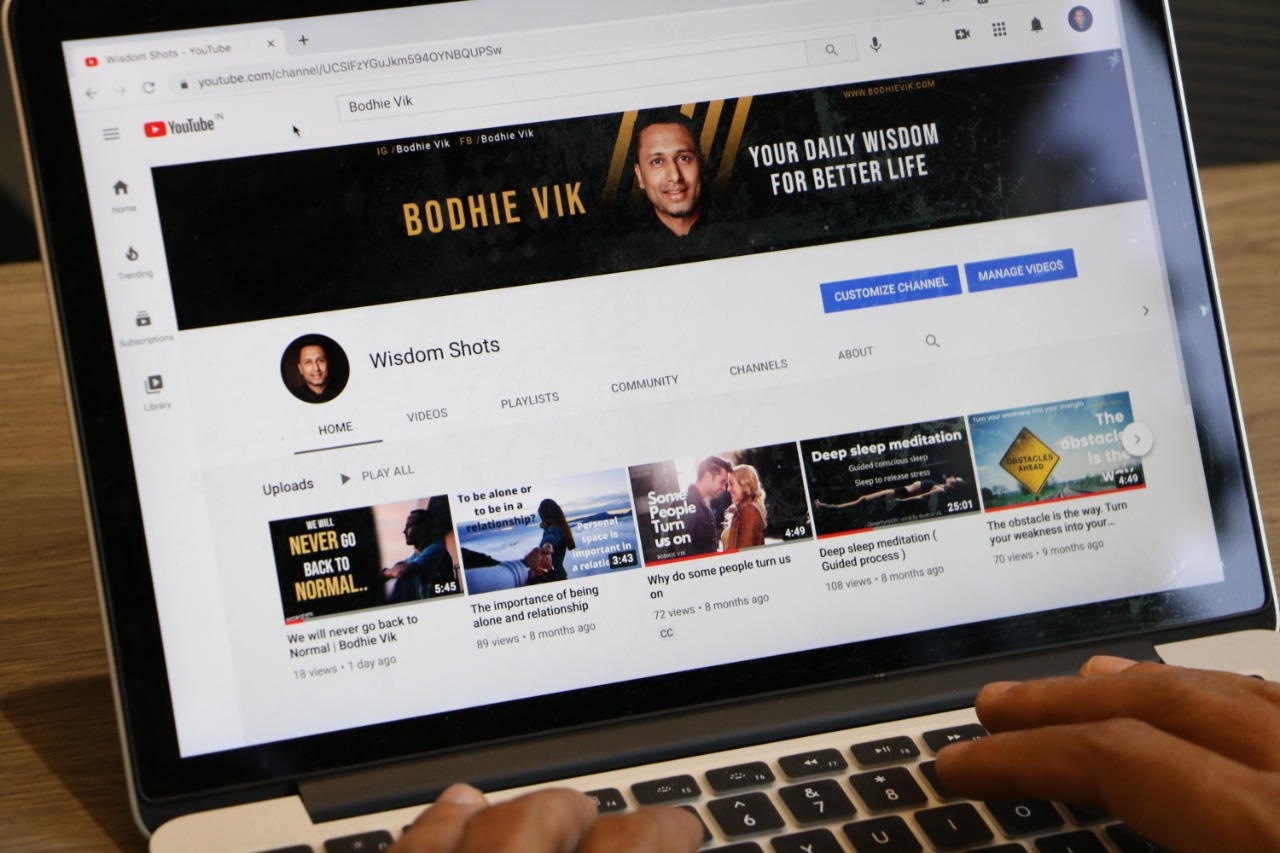 Wisdom Shots - YouTube
youtube.com/channel/UCSIFzYGuJkm594OYNBQUPSw
YouTube IN
Bodhie Vik
Home
Trending
Subscriptions
Library
IG /Bodhie Vik FB /Bodhie Vik
WWW.BODHIEVIK.COM
BODHIE VIK
YOUR DAILY WISDOM
FOR BETTER LIFE
CUSTOMIZE CHANNEL
MANAGE VIDEOS
Wisdom Shots
HOME VIDEOS PLAYLISTS COMMUNITY CHANNELS ABOUT
Uploads PLAY ALL
WE WILL
NEVER GO
BACK TO
NORMAL..
5:45
We will never go back to
Normal | Bodhie Vik
18 views • 1 day ago
To be alone or
to be in a
relationship?
Personal
space is
important in
3:43
The importance of being
alone and relationship
89 views • 8 months ago
Some
People
Turn
us on
BODHIE VIK
4:49
Why do some people turn us
on
72 views • 8 months ago
CC
Deep sleep meditation
Guided conscious sleep
Sleep to release stress
25:01
Deep sleep meditation (
Guided process )
108 views • 8 months ago
Turn your weakness into your strength
The
obstacle
is the
way
OBSTACLES
AHEAD
4:49
The obstacle is the way. Turn
your weakness into your...
70 views • 9 months ago
F4
F6
F7
F8
^
6
&
7
*
8
Y
U
I
O